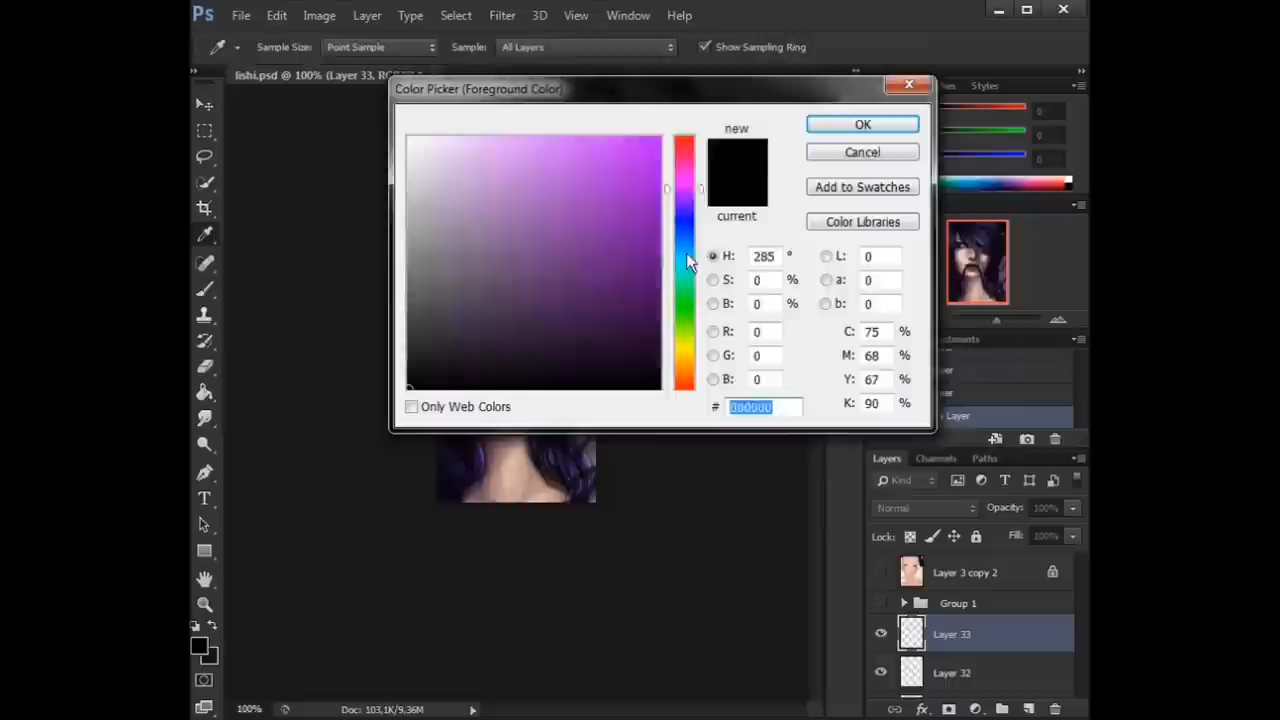 Ps File Edit Image Layer Type Select Filter 3D View Window Help
Sample Size: Point Sample Sample: All Layers Show Sampling Ring
lishi.psd @ 100% (Layer 33, RG
Styles
Color Picker (Foreground Color)
new
current
OK
Cancel
Add to Swatches
Color Libraries
H: 285 °
S: 0 %
B: 0 %
R: 0
G: 0
B: 0
# 000000
L: 0
a: 0
b: 0
C: 75 %
M: 68 %
Y: 67 %
K: 90 %
Only Web Colors
0
0
0
Layer
Layers Channels Paths
Kind
Normal Opacity: 100%
Lock: Fill: 100%
Layer 3 copy 2
Group 1
Layer 33
Layer 32
100% Doc: 103,1K/9,36M